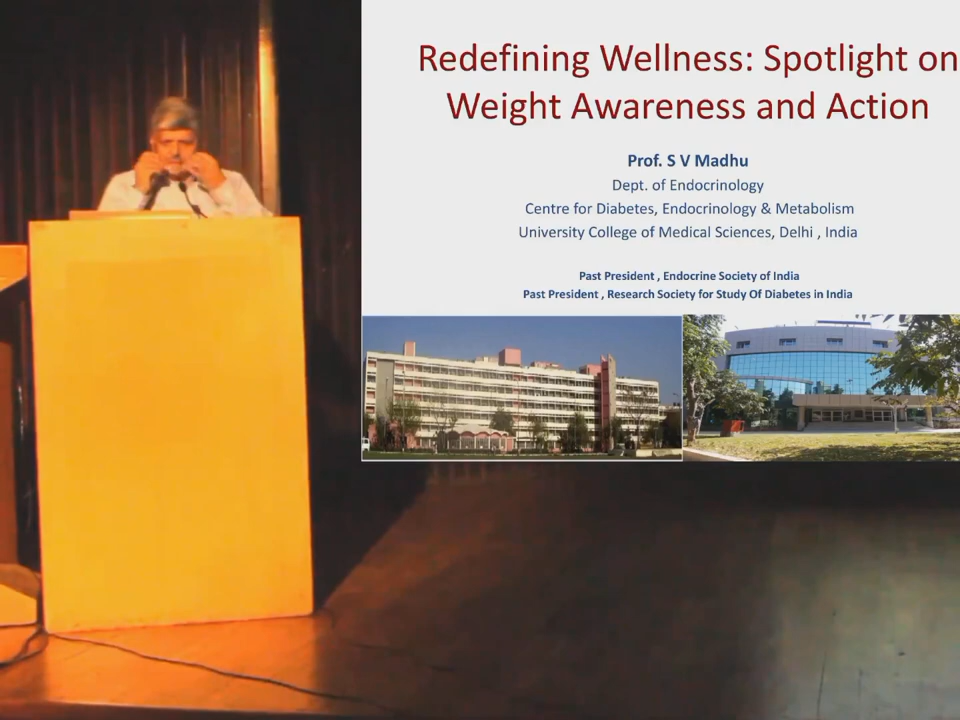 Redefining Wellness: Spotlight on
Weight Awareness and Action
Prof. S V Madhu
Dept. of Endocrinology
Centre for Diabetes, Endocrinology & Metabolism
University College of Medical Sciences, Delhi , India
Past President , Endocrine Society of India
Past President , Research Society for Study Of Diabetes in India